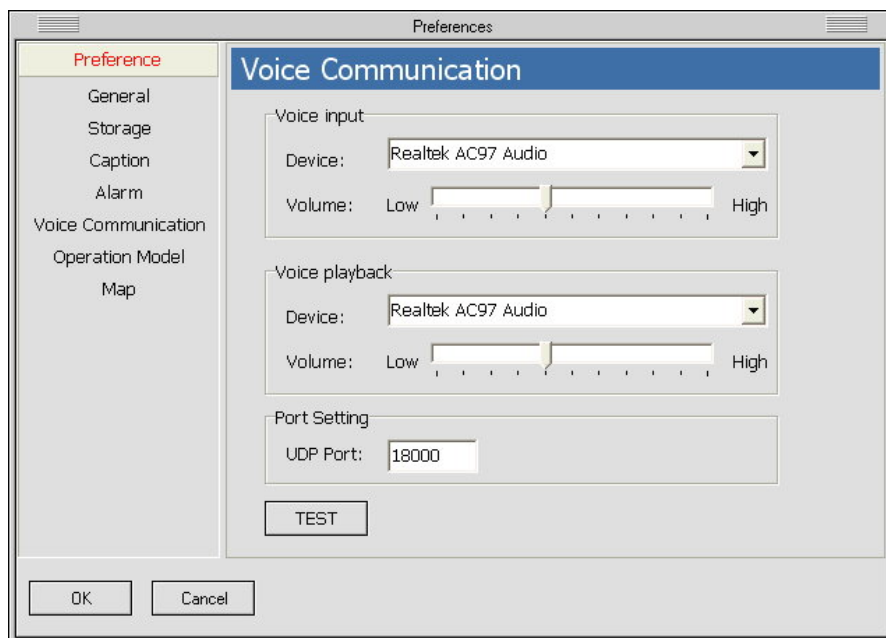 Preferences
Preference
General
Storage
Caption
Alarm
Voice Communication
Operation Model
Map
Voice Communication
Voice input
Device: Realtek AC97 Audio
Volume: Low High
Voice playback
Device: Realtek AC97 Audio
Volume: Low High
Port Setting
UDP Port: 18000
TEST
OK Cancel